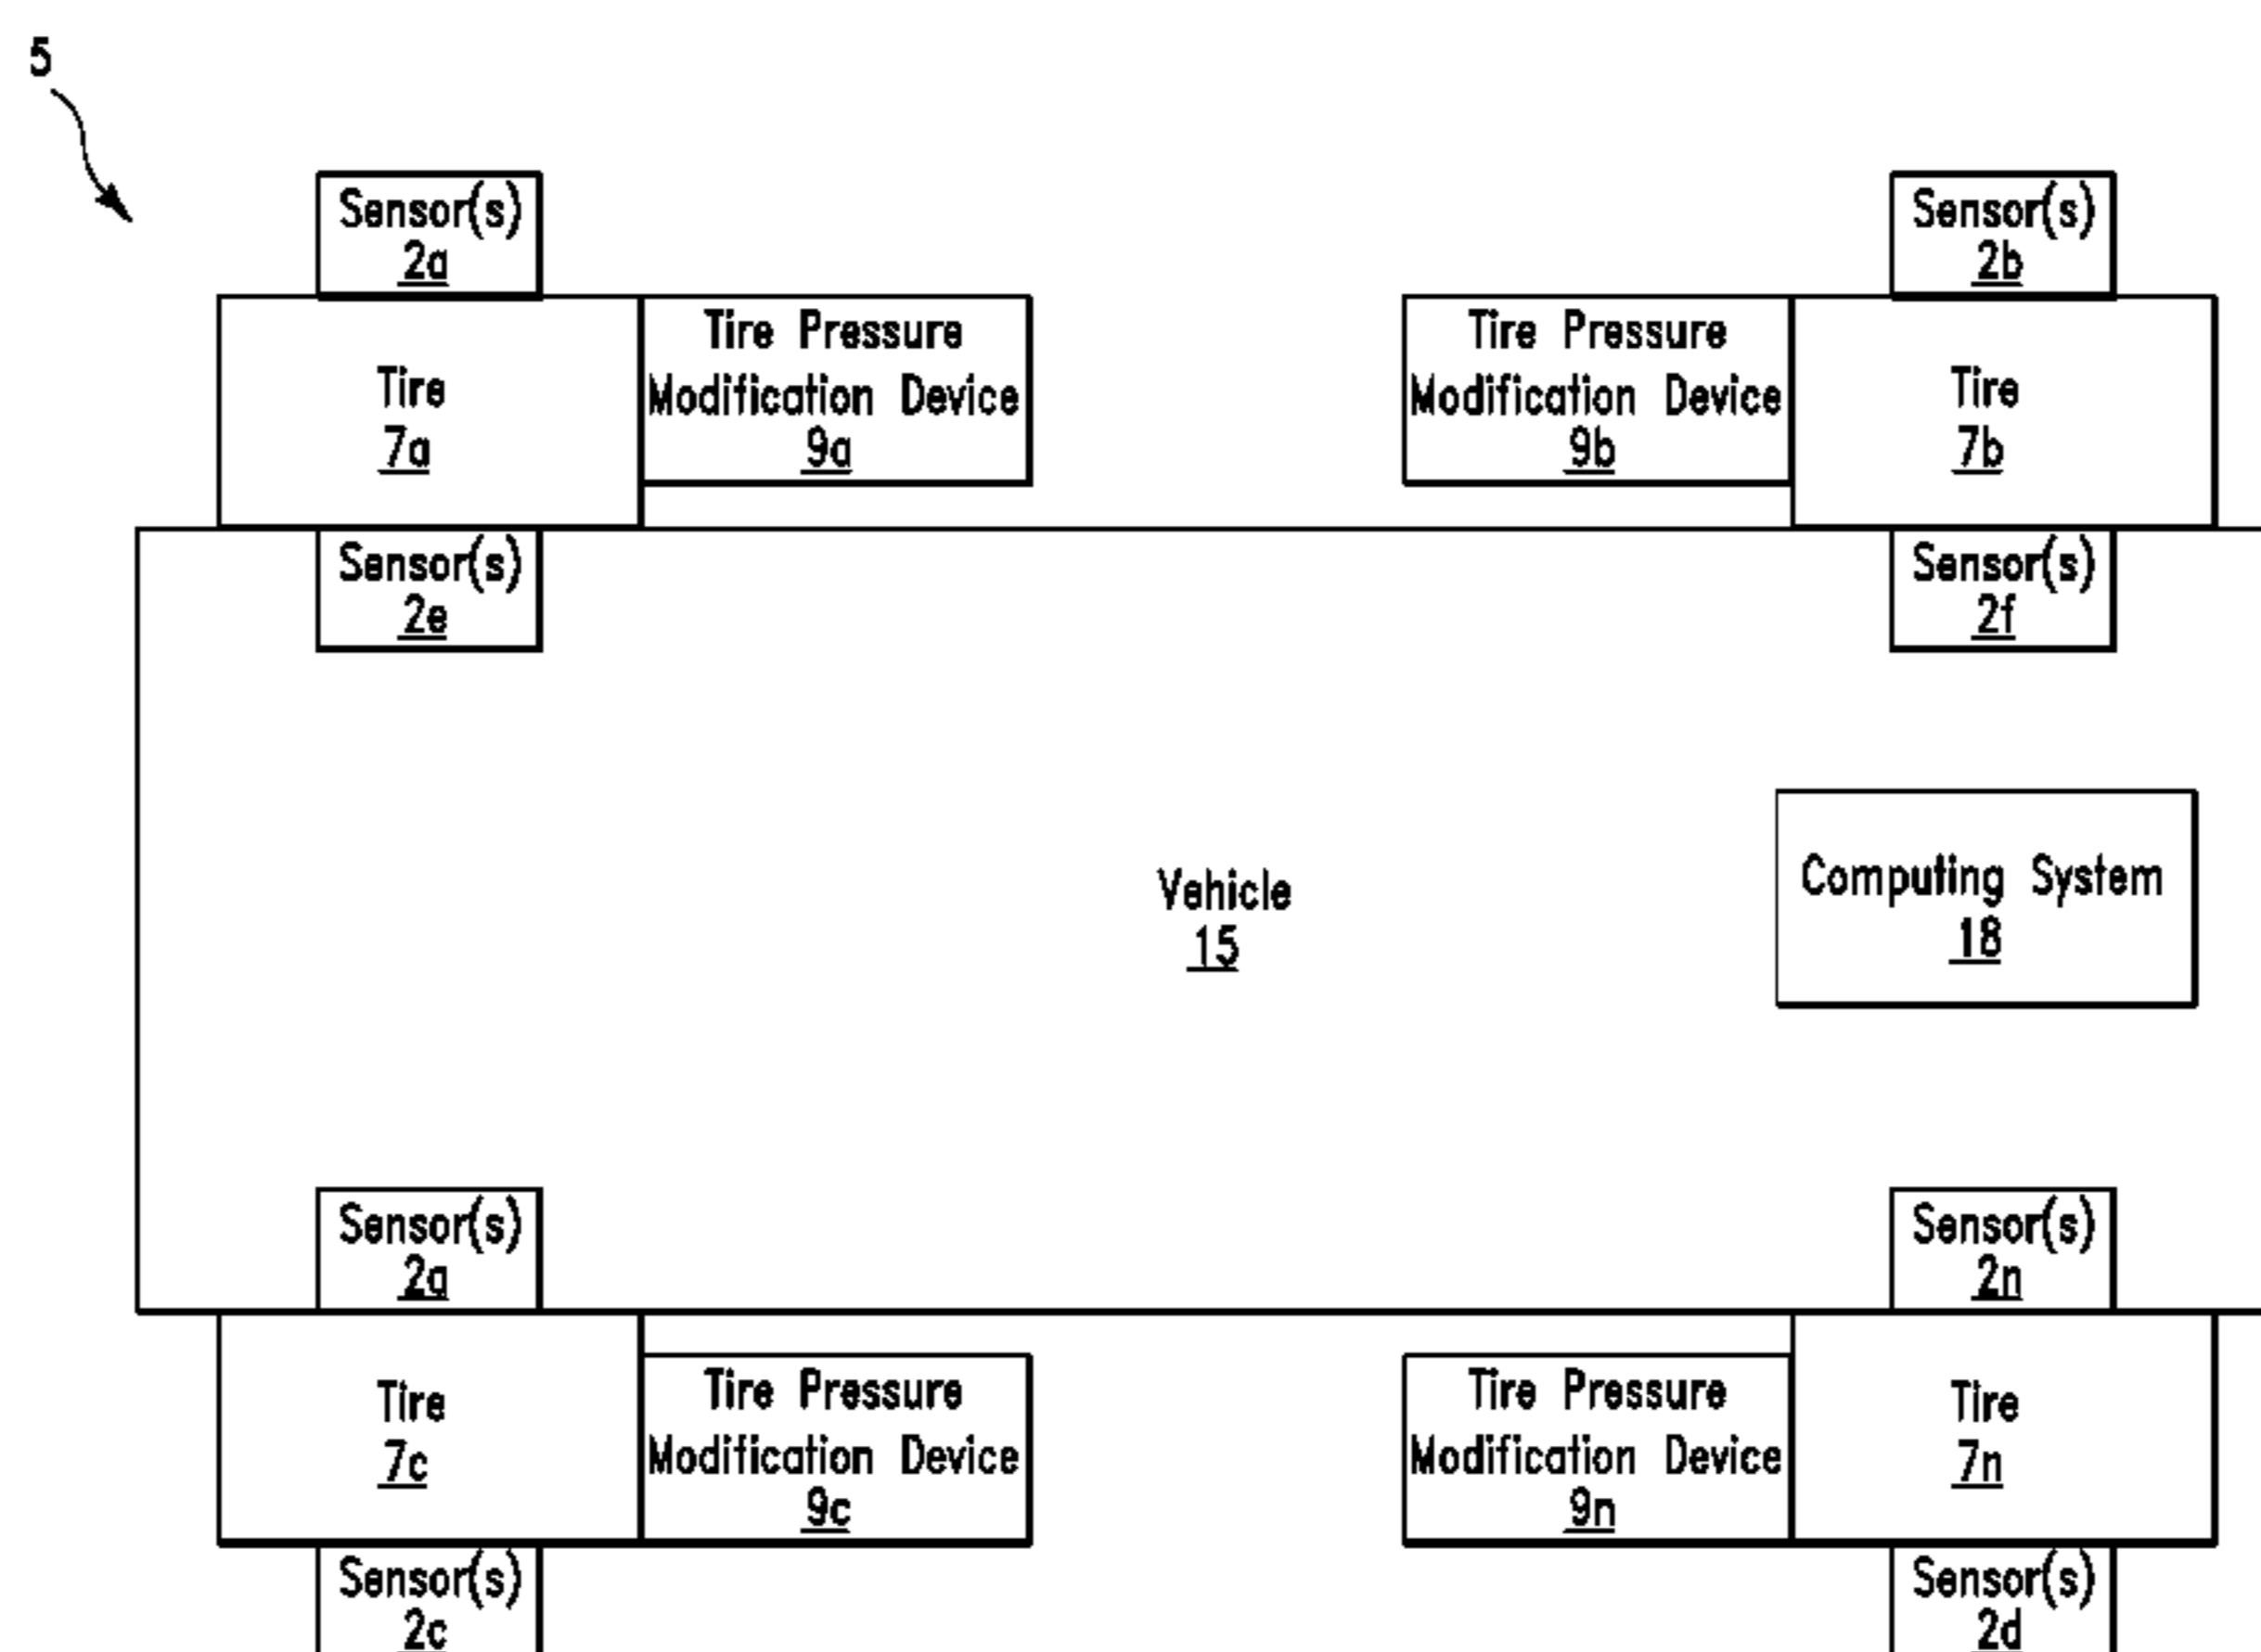 5
Sensor(s)
2a
Sensor(s)
2b
Tire
7a
Tire Pressure
Modification Device
9a
Tire Pressure
Modification Device
9b
Tire
7b
Sensor(s)
2e
Sensor(s)
2f
Vehicle
15
Computing System
18
Sensor(s)
2g
Sensor(s)
2n
Tire
7c
Tire Pressure
Modification Device
9c
Tire Pressure
Modification Device
9n
Tire
7n
Sensor(s)
2c
Sensor(s)
2d